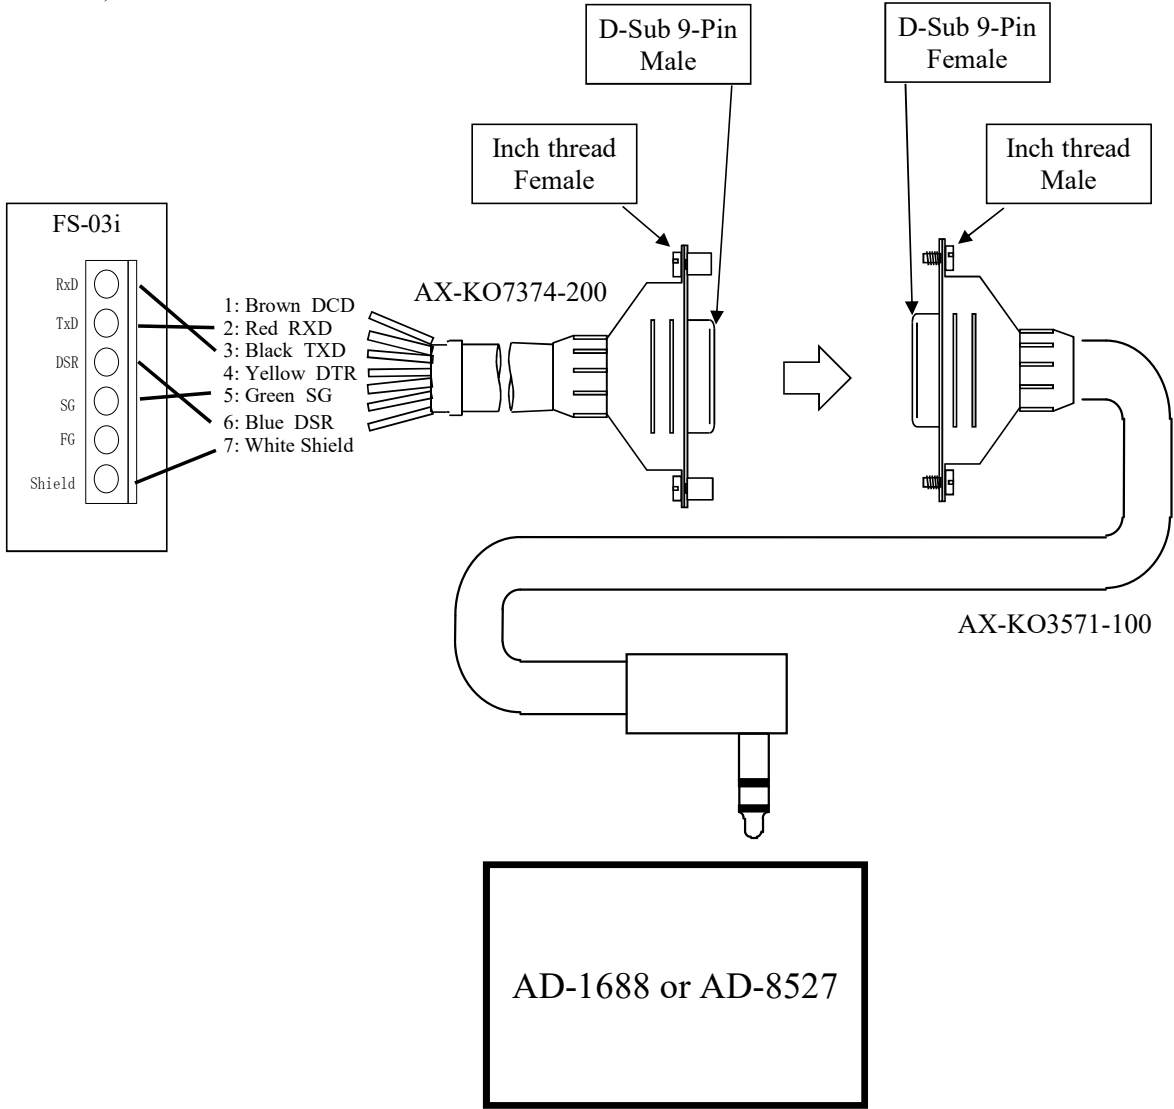 D-Sub 9-Pin
Male
D-Sub 9-Pin
Female
Inch thread
Female
Inch thread
Male
FS-03i
RxD
TxD
DSR
SG
FG
Shield
AX-KO7374-200
1: Brown DCD
2: Red RXD
3: Black TXD
4: Yellow DTR
5: Green SG
6: Blue DSR
7: White Shield
AX-KO3571-100
AD-1688 or AD-8527